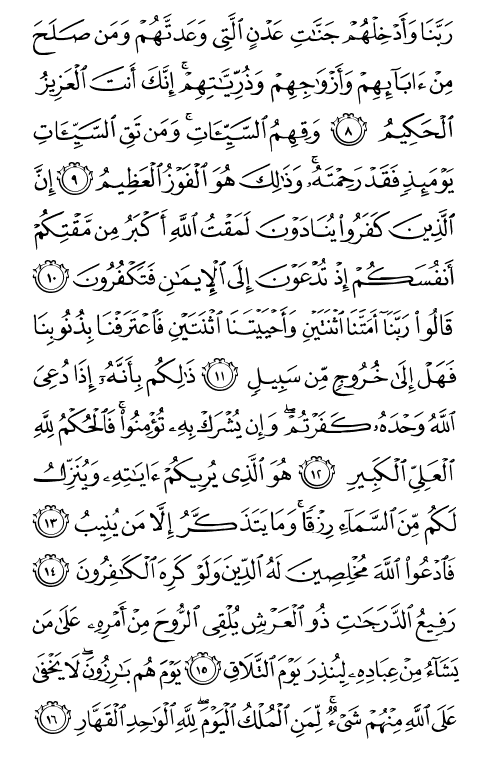 رَبَّنَا وَأَدْخِلْهُمْ جَنَّٰتِ عَدْنٍ ٱلَّتِى وَعَدتَّهُمْ وَمَن صَلَحَ
مِنْ ءَابَآئِهِمْ وَأَزْوَٰجِهِمْ وَذُرِّيَّٰتِهِمْ ۚ إِنَّكَ أَنتَ ٱلْعَزِيزُ
ٱلْحَكِيمُ ٨ وَقِهِمُ ٱلسَّيِّـَٔاتِ ۚ وَمَن تَقِ ٱلسَّيِّـَٔاتِ
يَوْمَئِذٍ فَقَدْ رَحِمْتَهُۥ ۚ وَذَٰلِكَ هُوَ ٱلْفَوْزُ ٱلْعَظِيمُ ٩ إِنَّ
ٱلَّذِينَ كَفَرُوا۟ يُنَادَوْنَ لَمَقْتُ ٱللَّهِ أَكْبَرُ مِن مَّقْتِكُمْ
أَنفُسَكُمْ إِذْ تُدْعَوْنَ إِلَى ٱلْإِيمَٰنِ فَتَكْفُرُونَ ١٠
قَالُوا۟ رَبَّنَآ أَمَتَّنَا ٱثْنَتَيْنِ وَأَحْيَيْتَنَا ٱثْنَتَيْنِ فَٱعْتَرَفْنَا بِذُنُوبِنَا
فَهَلْ إِلَىٰ خُرُوجٍ مِّن سَبِيلٍ ١١ ذَٰلِكُم بِأَنَّهُۥٓ إِذَا دُعِىَ
ٱللَّهُ وَحْدَهُۥ كَفَرْتُمْ ۖ وَإِن يُشْرَكْ بِهِۦ تُؤْمِنُوا۟ ۚ فَٱلْحُكْمُ لِلَّهِ
ٱلْعَلِىِّ ٱلْكَبِيرِ ١٢ هُوَ ٱلَّذِى يُرِيكُمْ ءَايَٰتِهِۦ وَيُنَزِّلُ
لَكُم مِّنَ ٱلسَّمَآءِ رِزْقًا ۚ وَمَا يَتَذَكَّرُ إِلَّا مَن يُنِيبُ ١٣
فَٱدْعُوا۟ ٱللَّهَ مُخْلِصِينَ لَهُ ٱلدِّينَ وَلَوْ كَرِهَ ٱلْكَٰفِرُونَ ١٤
رَفِيعُ ٱلدَّرَجَٰتِ ذُو ٱلْعَرْشِ يُلْقِى ٱلرُّوحَ مِنْ أَمْرِهِۦ عَلَىٰ مَن
يَشَآءُ مِنْ عِبَادِهِۦ لِيُنذِرَ يَوْمَ ٱلتَّلَاقِ ١٥ يَوْمَ هُم بَٰرِزُونَ ۖ لَا يَخْفَىٰ
عَلَى ٱللَّهِ مِنْهُمْ شَىْءٌ ۚ لِّمَنِ ٱلْمُلْكُ ٱلْيَوْمَ ۖ لِلَّهِ ٱلْوَٰحِدِ ٱلْقَهَّارِ ١٦